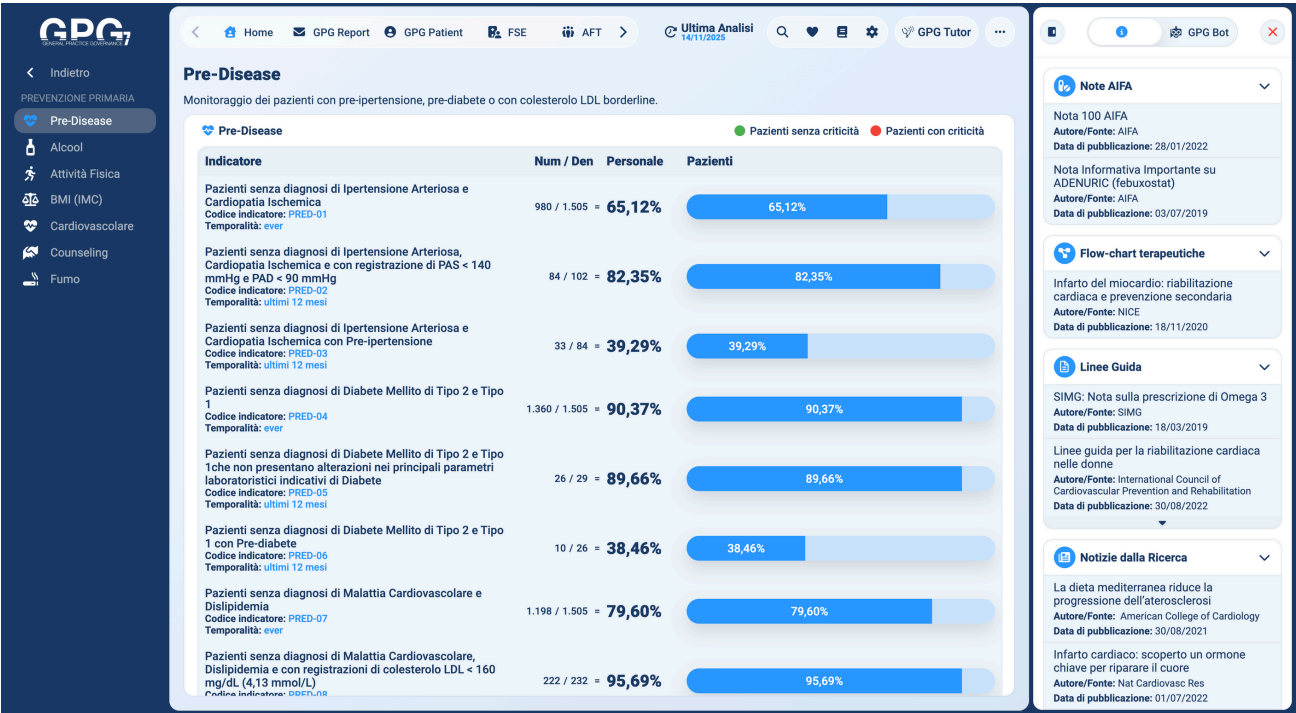 GPG7
GENERAL PRACTICE GOVERNANCE
Indietro
PREVENZIONE PRIMARIA
Pre-Disease
Alcool
Attività Fisica
BMI (IMC)
Cardiovascolare
Counseling
Fumo
Home
GPG Report
GPG Patient
FSE
AFT
Ultima Analisi
14/11/2025
GPG Tutor
Pre-Disease
Monitoraggio dei pazienti con pre-ipertensione, pre-diabete o con colesterolo LDL borderline.
Pre-Disease
Pazienti senza criticità
Pazienti con criticità
Indicatore Num / Den Personale Pazienti
Pazienti senza diagnosi di Ipertensione Arteriosa e
Cardiopatia Ischemica
Codice indicatore: PRED-01
Temporalità: ever
980 / 1.505 = 65,12%
65,12%
Pazienti senza diagnosi di Ipertensione Arteriosa,
Cardiopatia Ischemica e con registrazione di PAS < 140
mmHg e PAD < 90 mmHg
Codice indicatore: PRED-02
Temporalità: ultimi 12 mesi
84 / 102 = 82,35%
82,35%
Pazienti senza diagnosi di Ipertensione Arteriosa e
Cardiopatia Ischemica con Pre-ipertensione
Codice indicatore: PRED-03
Temporalità: ultimi 12 mesi
33 / 84 = 39,29%
39,29%
Pazienti senza diagnosi di Diabete Mellito di Tipo 2 e Tipo
1
Codice indicatore: PRED-04
Temporalità: ever
1.360 / 1.505 = 90,37%
90,37%
Pazienti senza diagnosi di Diabete Mellito di Tipo 2 e Tipo
1che non presentano alterazioni nei principali parametri
laboratoristici indicativi di Diabete
Codice indicatore: PRED-05
Temporalità: ultimi 12 mesi
26 / 29 = 89,66%
89,66%
Pazienti senza diagnosi di Diabete Mellito di Tipo 2 e Tipo
1 con Pre-diabete
Codice indicatore: PRED-06
Temporalità: ultimi 12 mesi
10 / 26 = 38,46%
38,46%
Pazienti senza diagnosi di Malattia Cardiovascolare e
Dislipidemia
Codice indicatore: PRED-07
Temporalità: ever
1.198 / 1.505 = 79,60%
79,60%
Pazienti senza diagnosi di Malattia Cardiovascolare,
Dislipidemia e con registrazioni di colesterolo LDL < 160
mg/dL (4,13 mmol/L)
Codice indicatore: PRED-08
222 / 232 = 95,69%
95,69%
GPG Bot
Note AIFA
Nota 100 AIFA
Autore/Fonte: AIFA
Data di pubblicazione: 28/01/2022
Nota Informativa Importante su
ADENURIC (febuxostat)
Autore/Fonte: AIFA
Data di pubblicazione: 03/07/2019
Flow-chart terapeutiche
Infarto del miocardio: riabilitazione
cardiaca e prevenzione secondaria
Autore/Fonte: NICE
Data di pubblicazione: 18/11/2020
Linee Guida
SIMG: Nota sulla prescrizione di Omega 3
Autore/Fonte: SIMG
Data di pubblicazione: 18/03/2019
Linee guida per la riabilitazione cardiaca
nelle donne
Autore/Fonte: International Council of
Cardiovascular Prevention and Rehabilitation
Data di pubblicazione: 30/08/2022
Notizie dalla Ricerca
La dieta mediterranea riduce la
progressione dell'aterosclerosi
Autore/Fonte: American College of Cardiology
Data di pubblicazione: 30/08/2021
Infarto cardiaco: scoperto un ormone
chiave per riparare il cuore
Autore/Fonte: Nat Cardiovasc Res
Data di pubblicazione: 01/07/2022